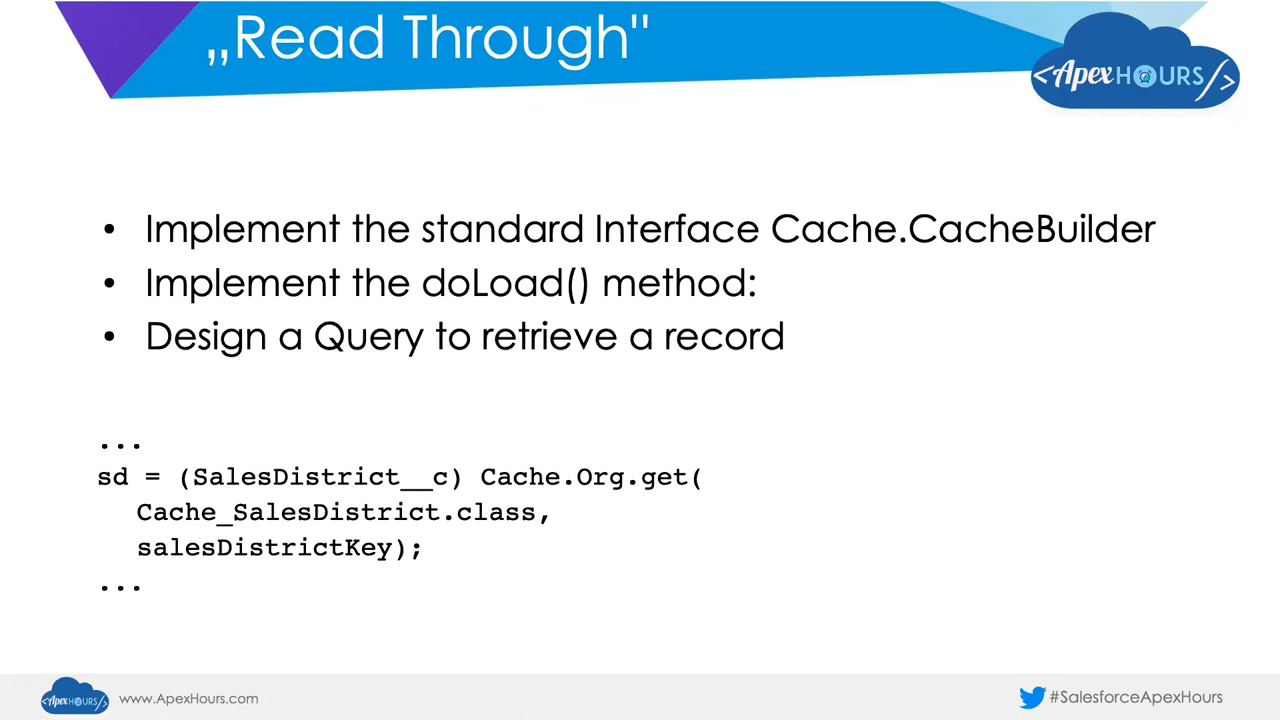 „Read Through"
<ApexHOURS/>
• Implement the standard Interface Cache.CacheBuilder
• Implement the doLoad() method:
• Design a Query to retrieve a record
...
sd = (SalesDistrict__c) Cache.Org.get(
Cache_SalesDistrict.class,
salesDistrictKey);
...
<ApexHOURS/>
www.ApexHours.com
#SalesforceApexHours